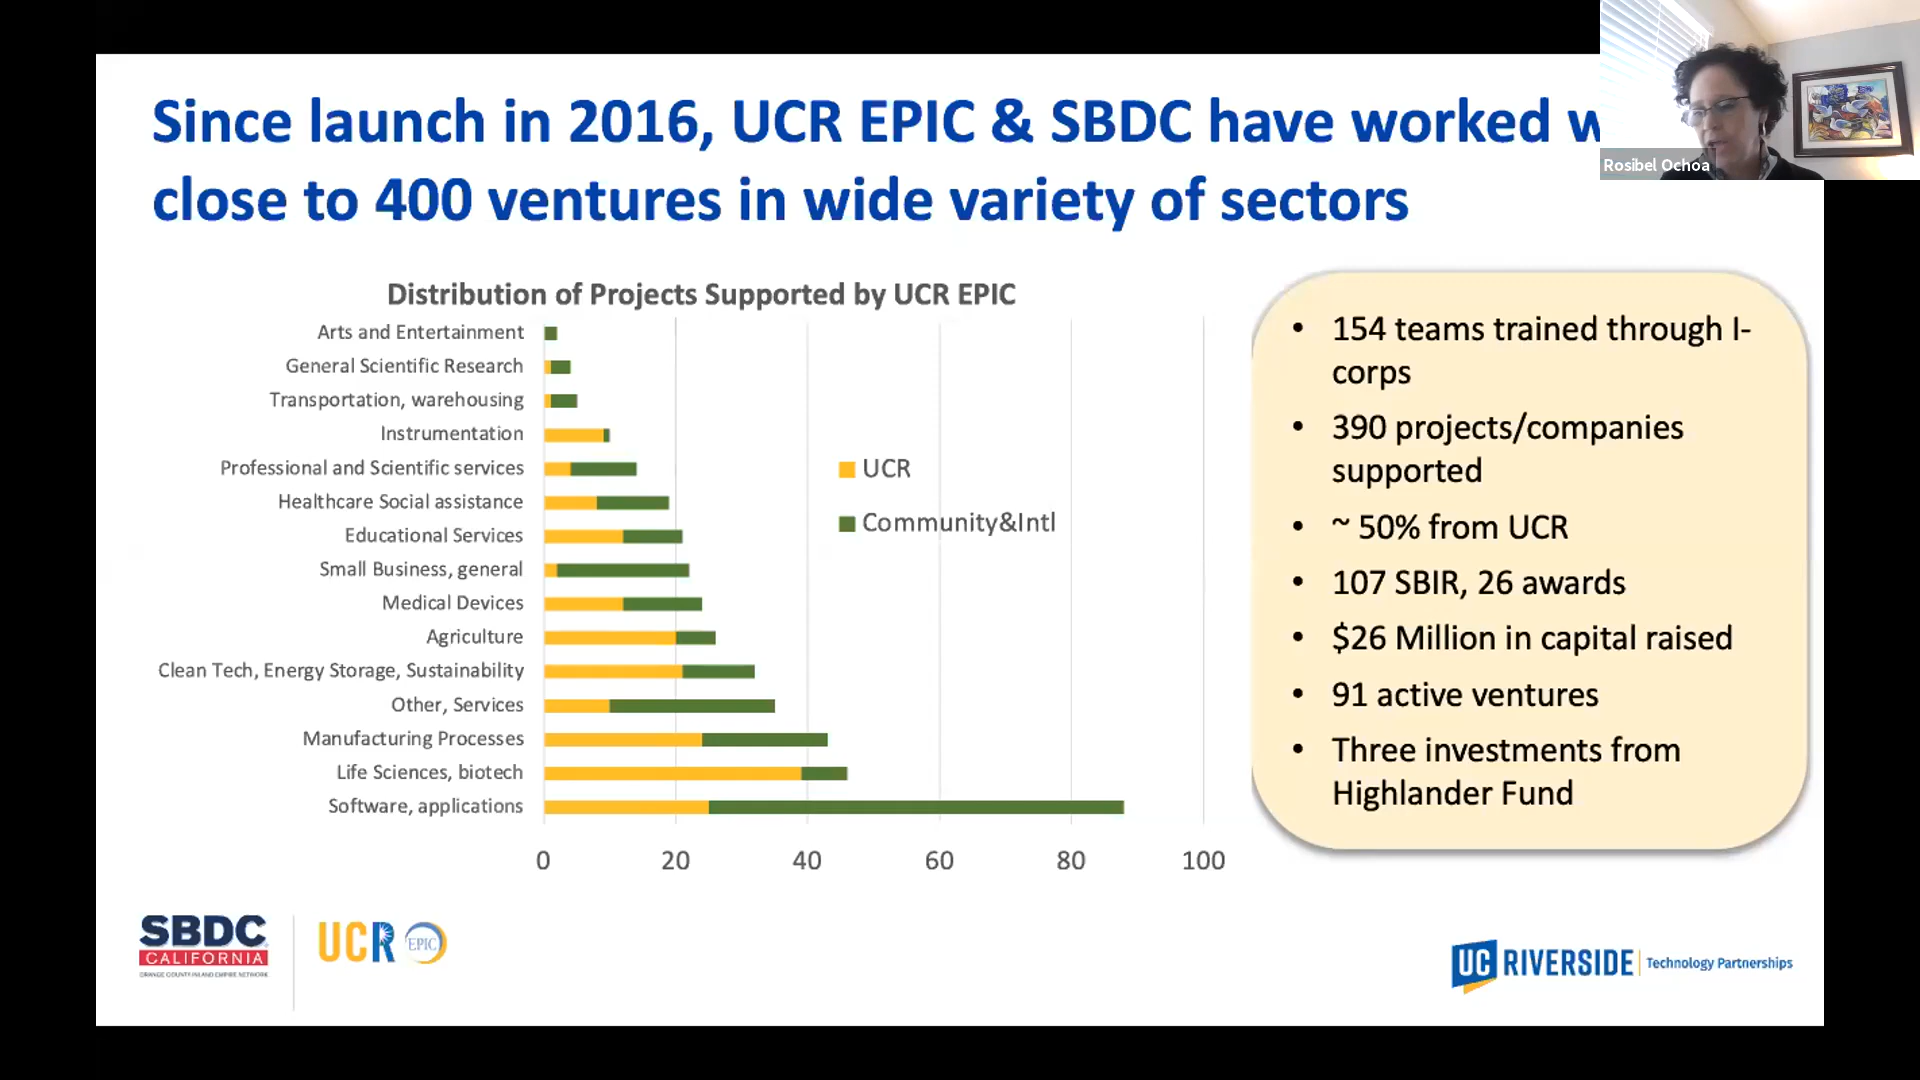 Since launch in 2016, UCR EPIC & SBDC have worked
close to 400 ventures in wide variety of sectors
Rosibel Ochoa
Distribution of Projects Supported by UCR EPIC
Arts and Entertainment
General Scientific Research
Transportation, warehousing
Instrumentation
Professional and Scientific services
Healthcare Social assistance
Educational Services
Small Business, general
Medical Devices
Agriculture
Clean Tech, Energy Storage, Sustainability
Other, Services
Manufacturing Processes
Life Sciences, biotech
Software, applications
0 20 40 60 80 100
UCR
Community&Intl
• 154 teams trained through I-
corps
• 390 projects/companies
supported
• ~ 50% from UCR
• 107 SBIR, 26 awards
• $26 Million in capital raised
• 91 active ventures
• Three investments from
Highlander Fund
SBDC
CALIFORNIA
ORANGE COUNTY INLAND EMPIRE NETWORK
UCR EPIC
UC RIVERSIDE Technology Partnerships